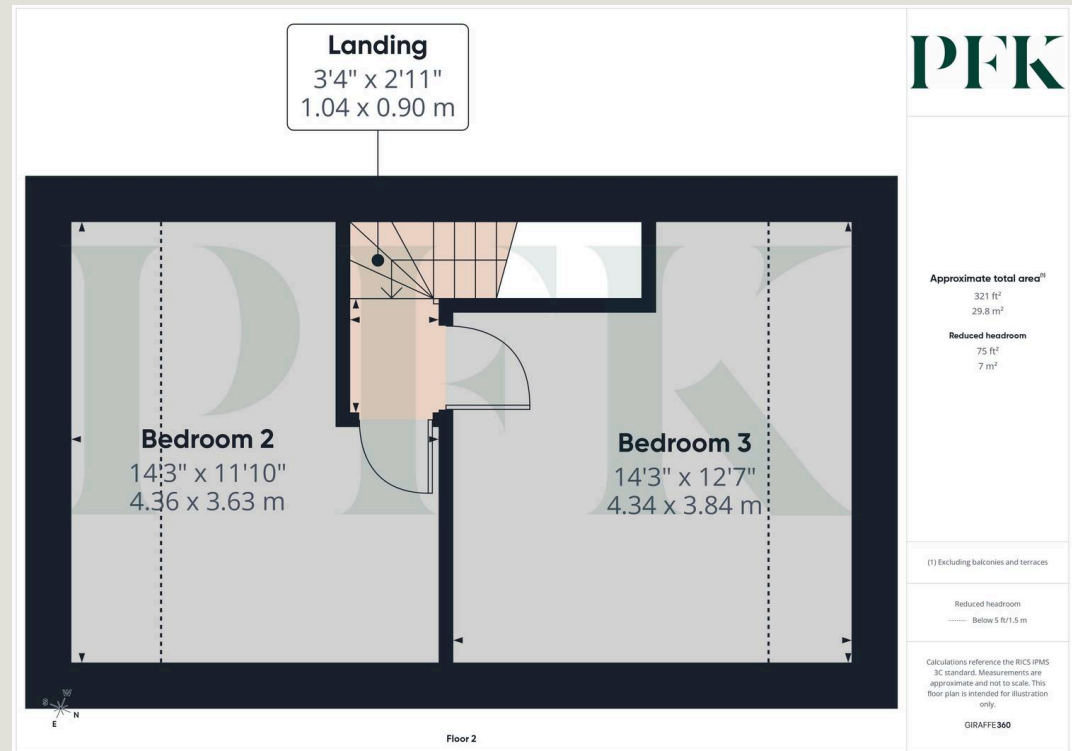 Landing
3'4" x 2'11"
1.04 x 0.90 m
Bedroom 2
14'3" x 11'10"
4.36 x 3.63 m
Bedroom 3
14'3" x 12'7"
4.34 x 3.84 m
PFK
S W
E N
Floor 2
PFK
Approximate total area(1)
321 ft²
29.8 m²
Reduced headroom
75 ft²
7 m²
(1) Excluding balconies and terraces
Reduced headroom
Below 5 ft/1.5 m
Calculations reference the RICS IPMS
3C standard. Measurements are
approximate and not to scale. This
floor plan is intended for illustration
only.
GIRAFFE360